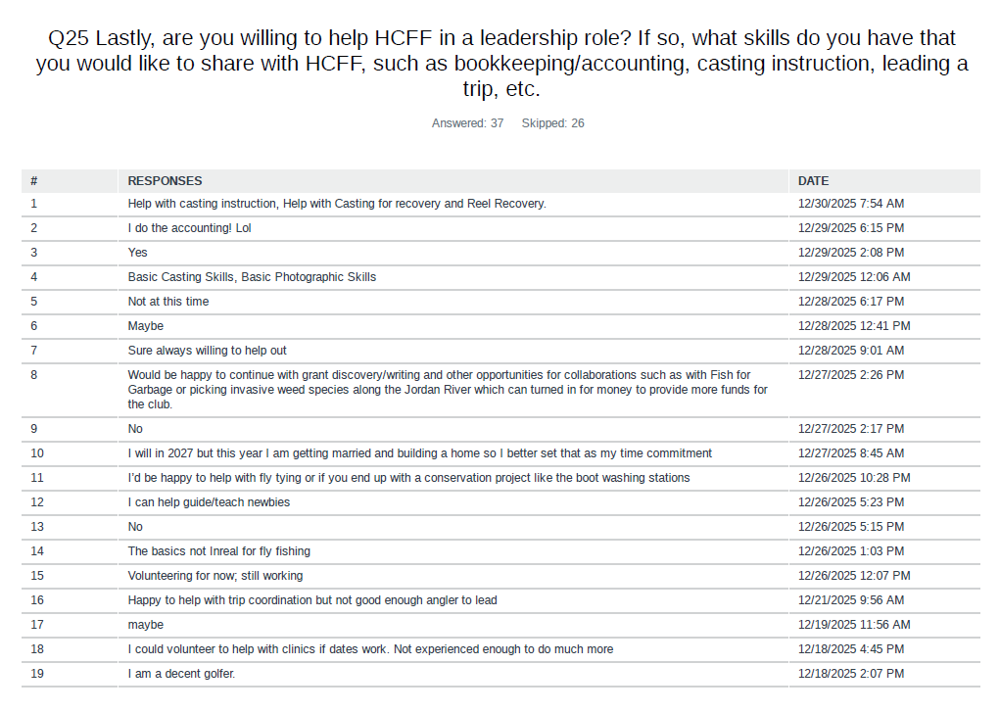 Q25 Lastly, are you willing to help HCFF in a leadership role? If so, what skills do you have that
you would like to share with HCFF, such as bookkeeping/accounting, casting instruction, leading a
trip, etc.
Answered: 37 Skipped: 26
# RESPONSES DATE
1 Help with casting instruction, Help with Casting for recovery and Reel Recovery. 12/30/2025 7:54 AM
2 I do the accounting! Lol 12/29/2025 6:15 PM
3 Yes 12/29/2025 2:08 PM
4 Basic Casting Skills, Basic Photographic Skills 12/29/2025 12:06 AM
5 Not at this time 12/28/2025 6:17 PM
6 Maybe 12/28/2025 12:41 PM
7 Sure always willing to help out 12/28/2025 9:01 AM
8 Would be happy to continue with grant discovery/writing and other opportunities for collaborations such as with Fish for 12/27/2025 2:26 PM
Garbage or picking invasive weed species along the Jordan River which can turned in for money to provide more funds for
the club.
9 No 12/27/2025 2:17 PM
10 I will in 2027 but this year I am getting married and building a home so I better set that as my time commitment 12/27/2025 8:45 AM
11 I'd be happy to help with fly tying or if you end up with a conservation project like the boot washing stations 12/26/2025 10:28 PM
12 I can help guide/teach newbies 12/26/2025 5:23 PM
13 No 12/26/2025 5:15 PM
14 The basics not Inreal for fly fishing 12/26/2025 1:03 PM
15 Volunteering for now; still working 12/26/2025 12:07 PM
16 Happy to help with trip coordination but not good enough angler to lead 12/21/2025 9:56 AM
17 maybe 12/19/2025 11:56 AM
18 I could volunteer to help with clinics if dates work. Not experienced enough to do much more 12/18/2025 4:45 PM
19 I am a decent golfer. 12/18/2025 2:07 PM